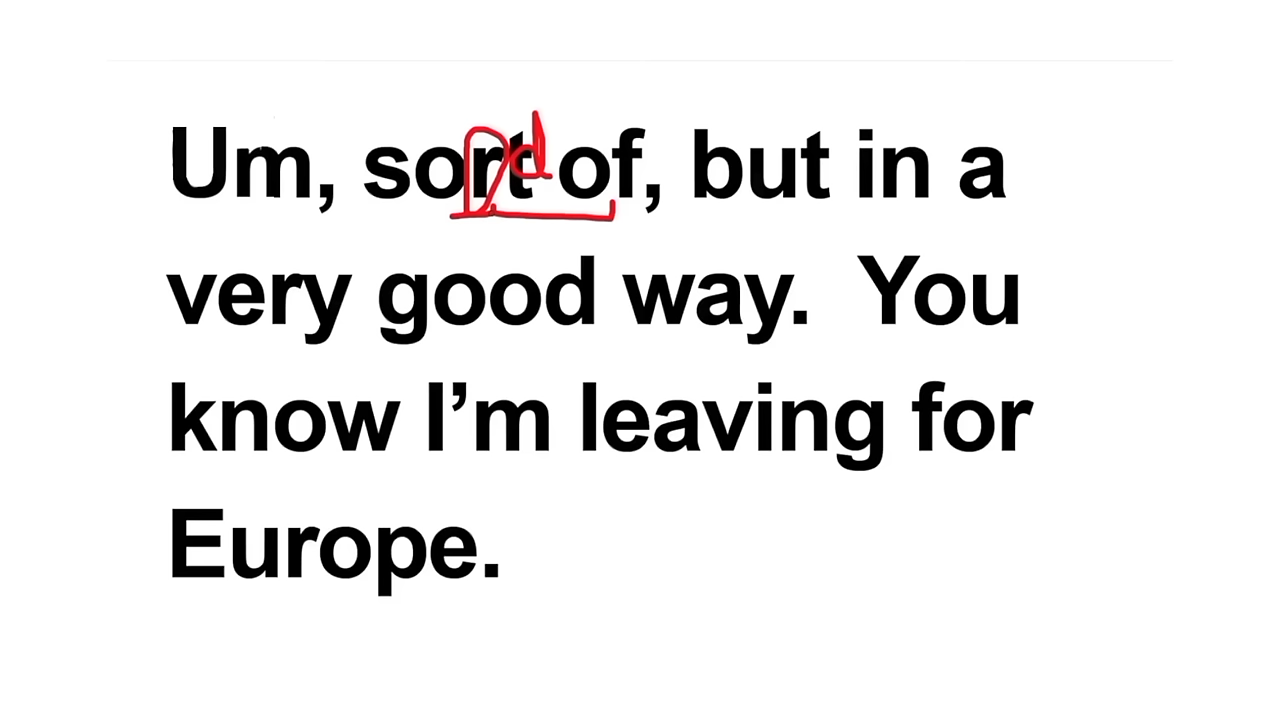 Um, sort of, but in a
very good way.  You
know I’m leaving for
Europe.
d